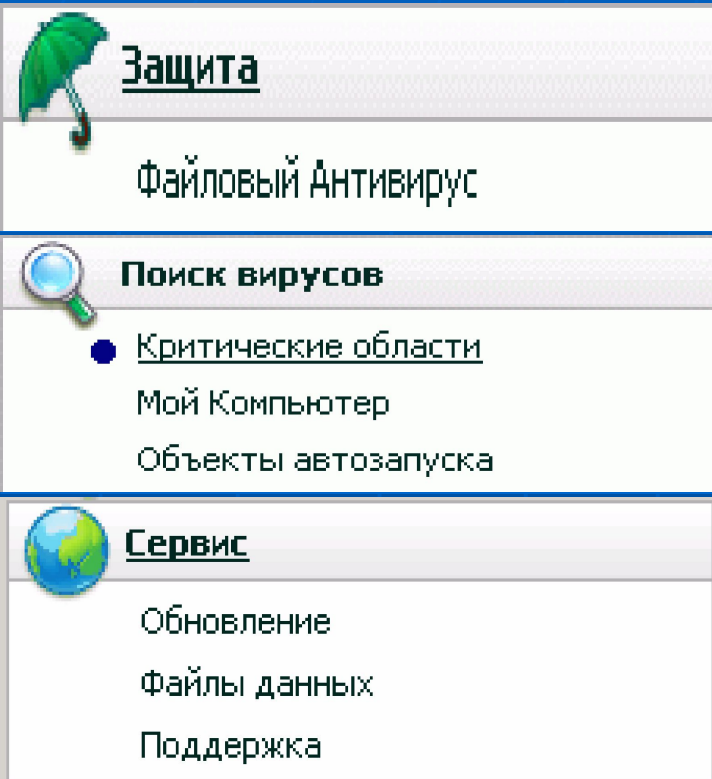 Защита
Файловый Антивирус
Поиск вирусов
Критические области
Мой Компьютер
Объекты автозапуска
Сервис
Обновление
Файлы данных
Поддержка